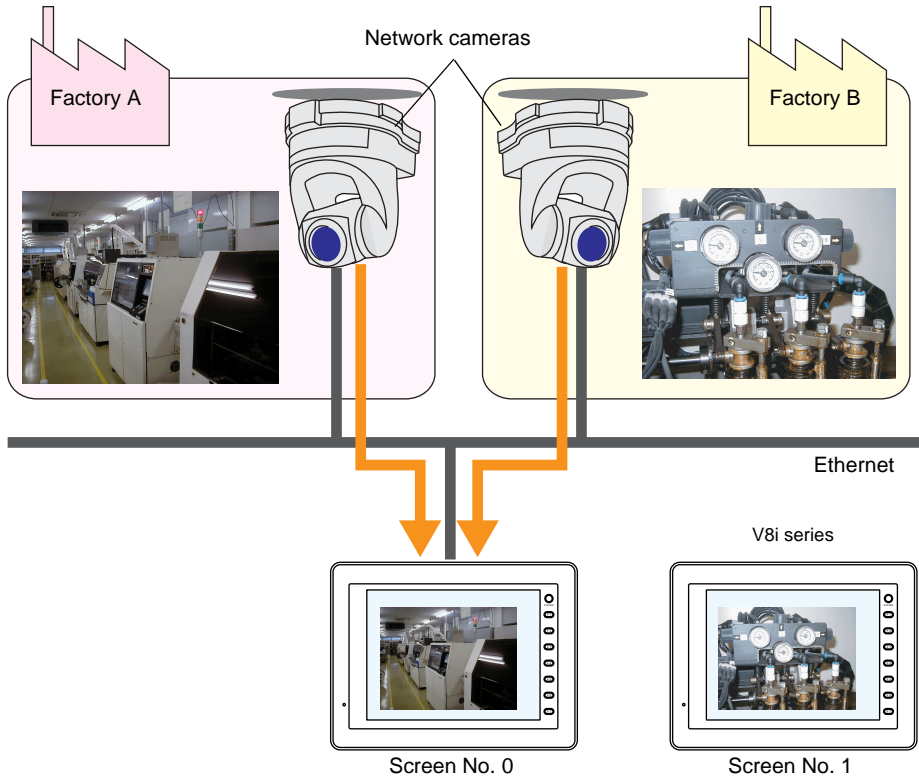 Network cameras
Factory A
Factory B
Ethernet
V8i series
Screen No. 0
Screen No. 1